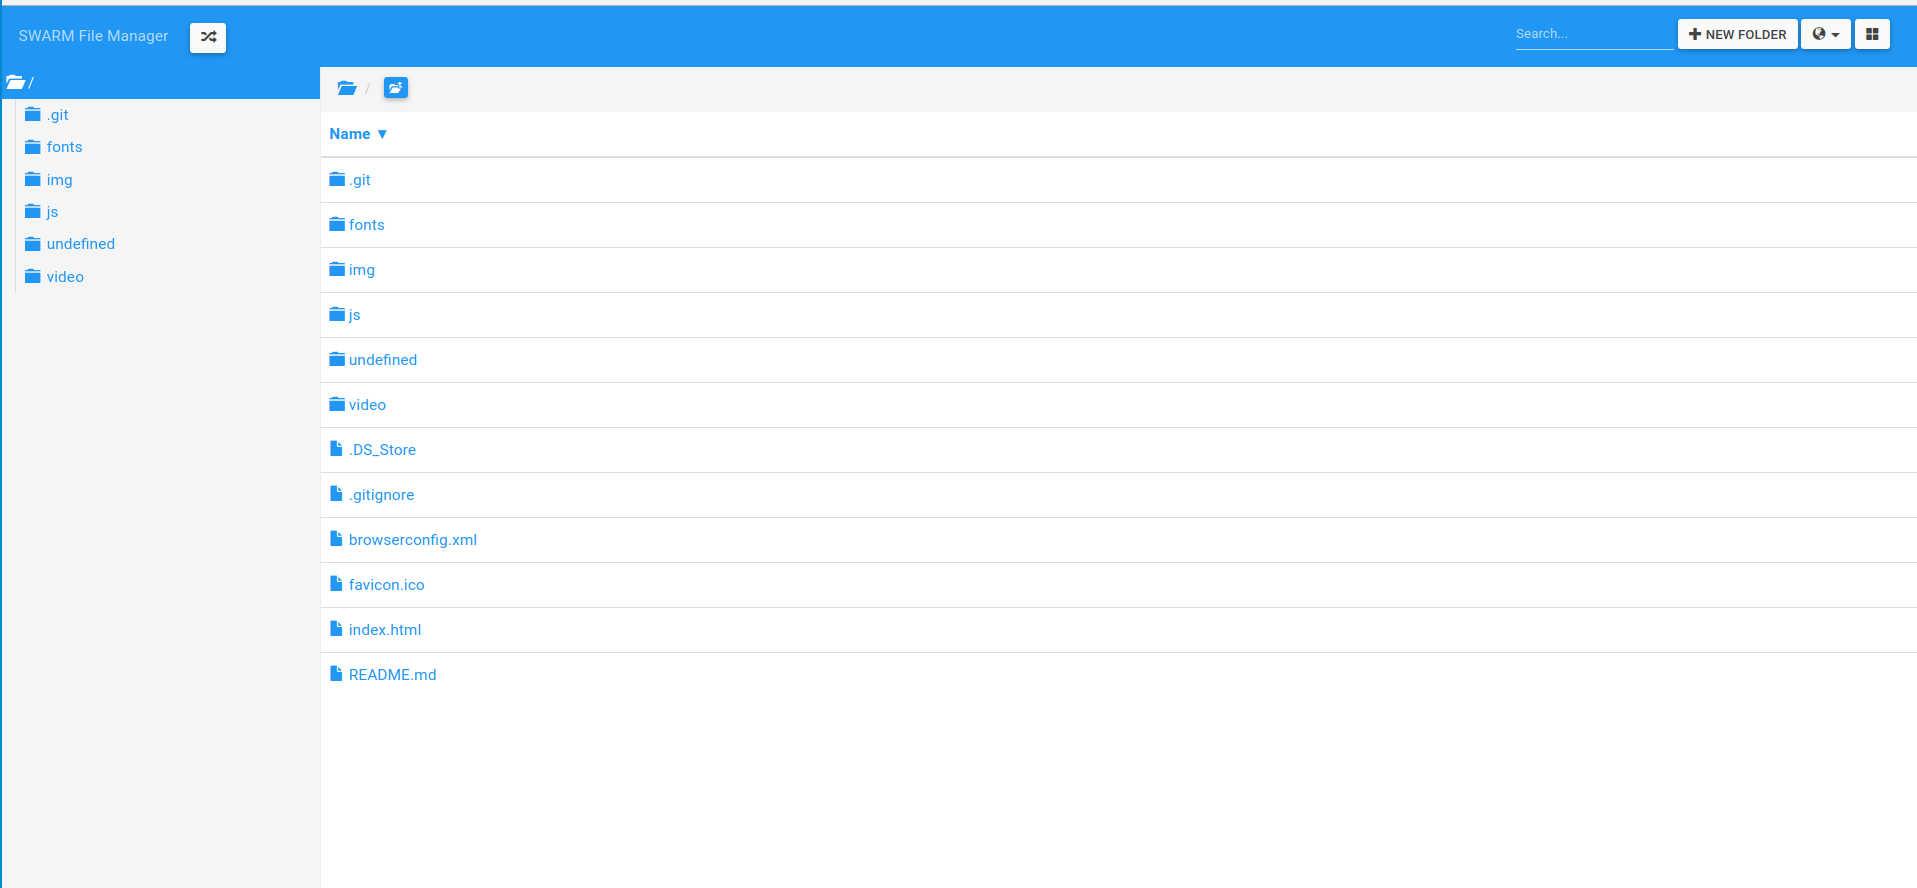 SWARM File Manager
Search...
NEW FOLDER
/
.git
fonts
img
js
undefined
video
/
Name ▼
.git
fonts
img
js
undefined
video
.DS_Store
.gitignore
browserconfig.xml
favicon.ico
index.html
README.md